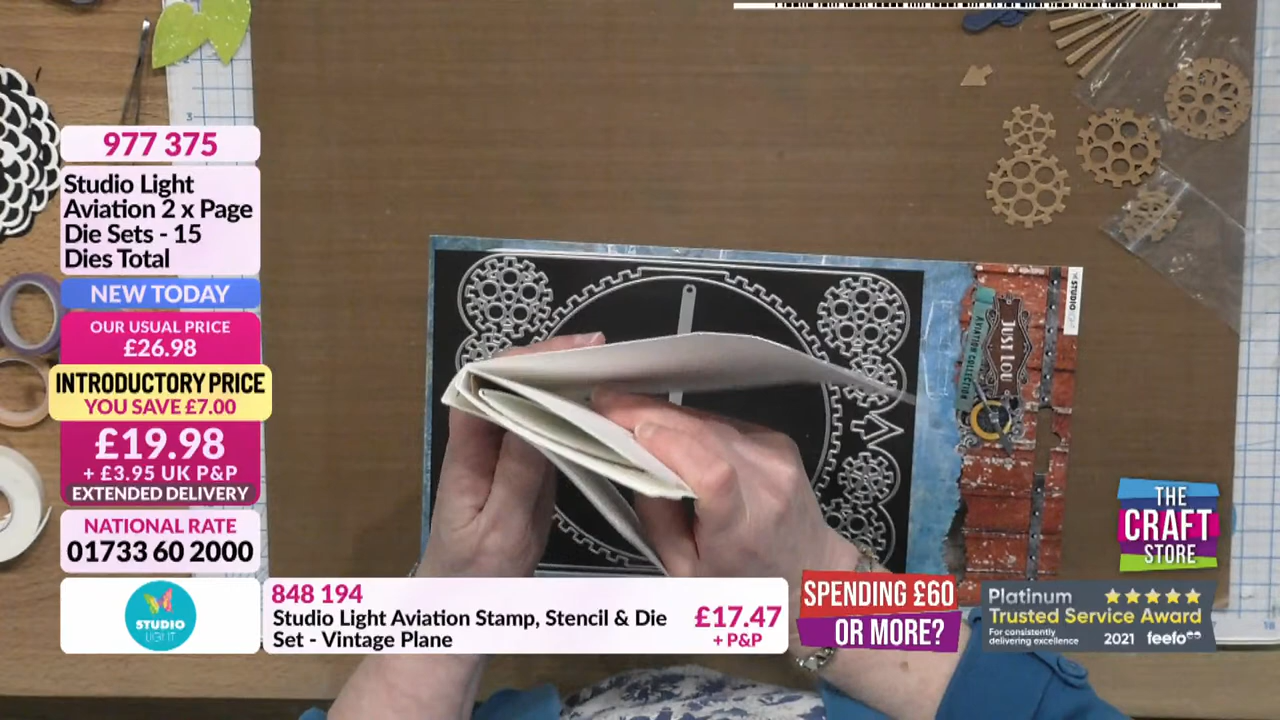 977 375
Studio Light
Aviation 2 x Page
Die Sets - 15
Dies Total
NEW TODAY
OUR USUAL PRICE
£26.98
INTRODUCTORY PRICE
YOU SAVE £7.00
£19.98
+ £3.95 UK P&P
EXTENDED DELIVERY
NATIONAL RATE
01733 60 2000
STUDIO
LIGHT
848 194
Studio Light Aviation Stamp, Stencil & Die
Set - Vintage Plane
£17.47
+ P&P
SPENDING £60
OR MORE?
THE
CRAFT
STORE
Platinum
Trusted Service Award
For consistently
delivering excellence
2021 feefo
JUST LOU
AVIATION COLLECTION
STUDIO
3